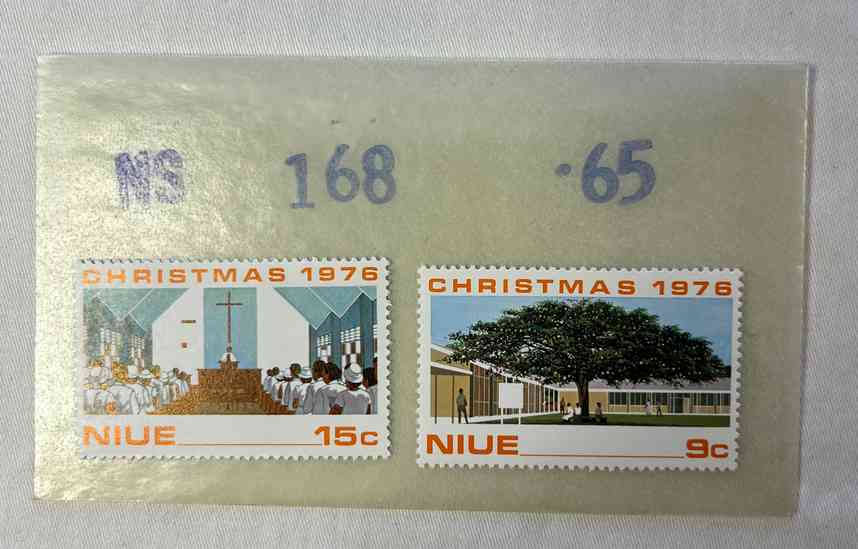 NS 168 .65
CHRISTMAS 1976
NIUE 15c
CHRISTMAS 1976
NIUE 9c